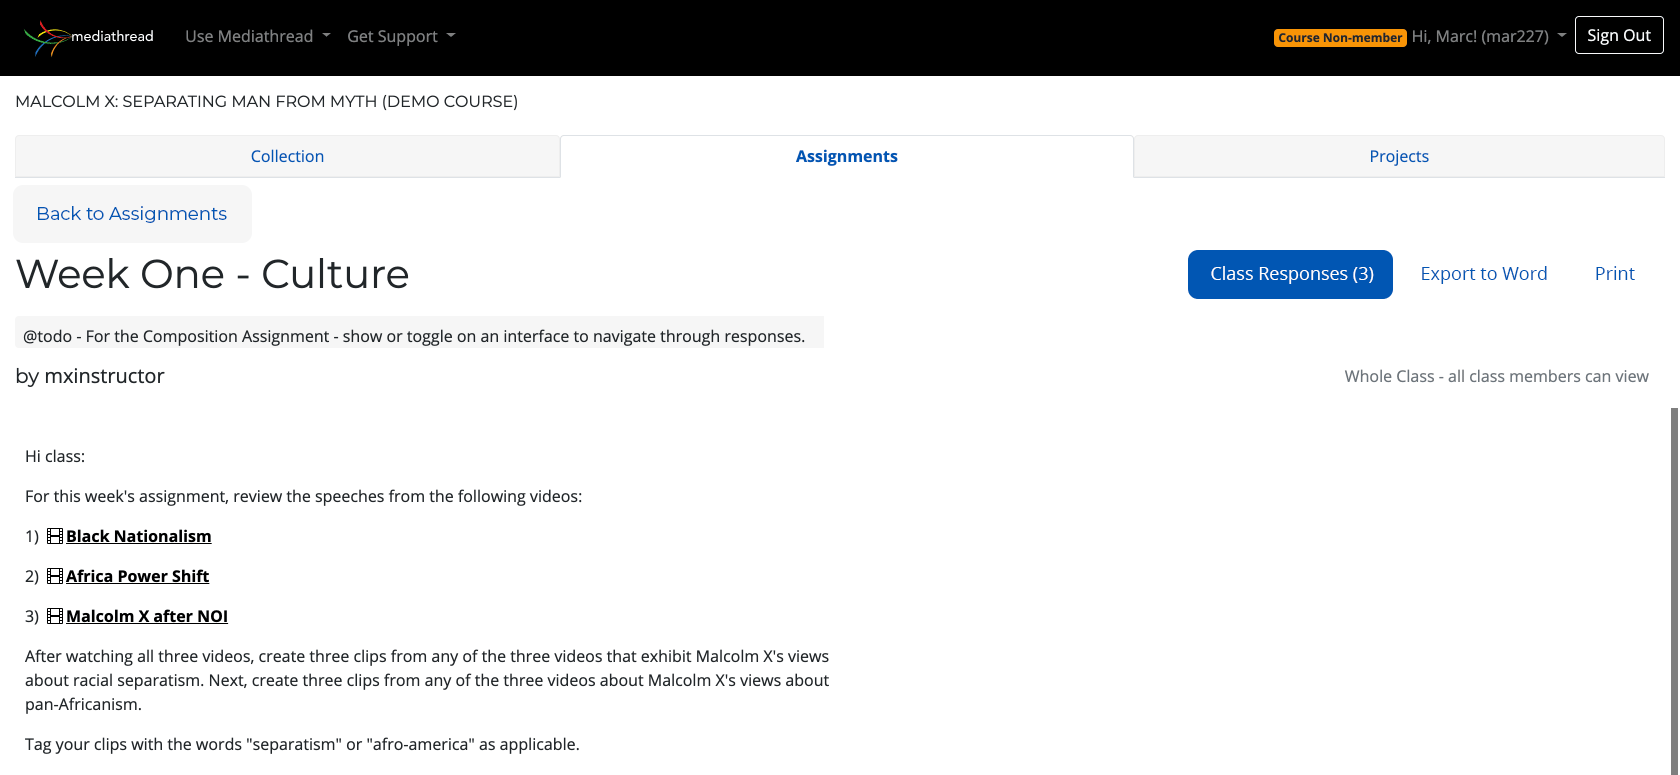 mediathread Use Mediathread Get Support Course Non-member Hi, Marc! (mar227) Sign Out
MALCOLM X: SEPARATING MAN FROM MYTH (DEMO COURSE)
Collection Assignments Projects
Back to Assignments
Week One - Culture Class Responses (3) Export to Word Print
@todo - For the Composition Assignment - show or toggle on an interface to navigate through responses.
by mxinstructor Whole Class - all class members can view
Hi class:
For this week's assignment, review the speeches from the following videos:
1) Black Nationalism
2) Africa Power Shift
3) Malcolm X after NOI
After watching all three videos, create three clips from any of the three videos that exhibit Malcolm X's views
about racial separatism. Next, create three clips from any of the three videos about Malcolm X's views about
pan-Africanism.
Tag your clips with the words "separatism" or "afro-america" as applicable.